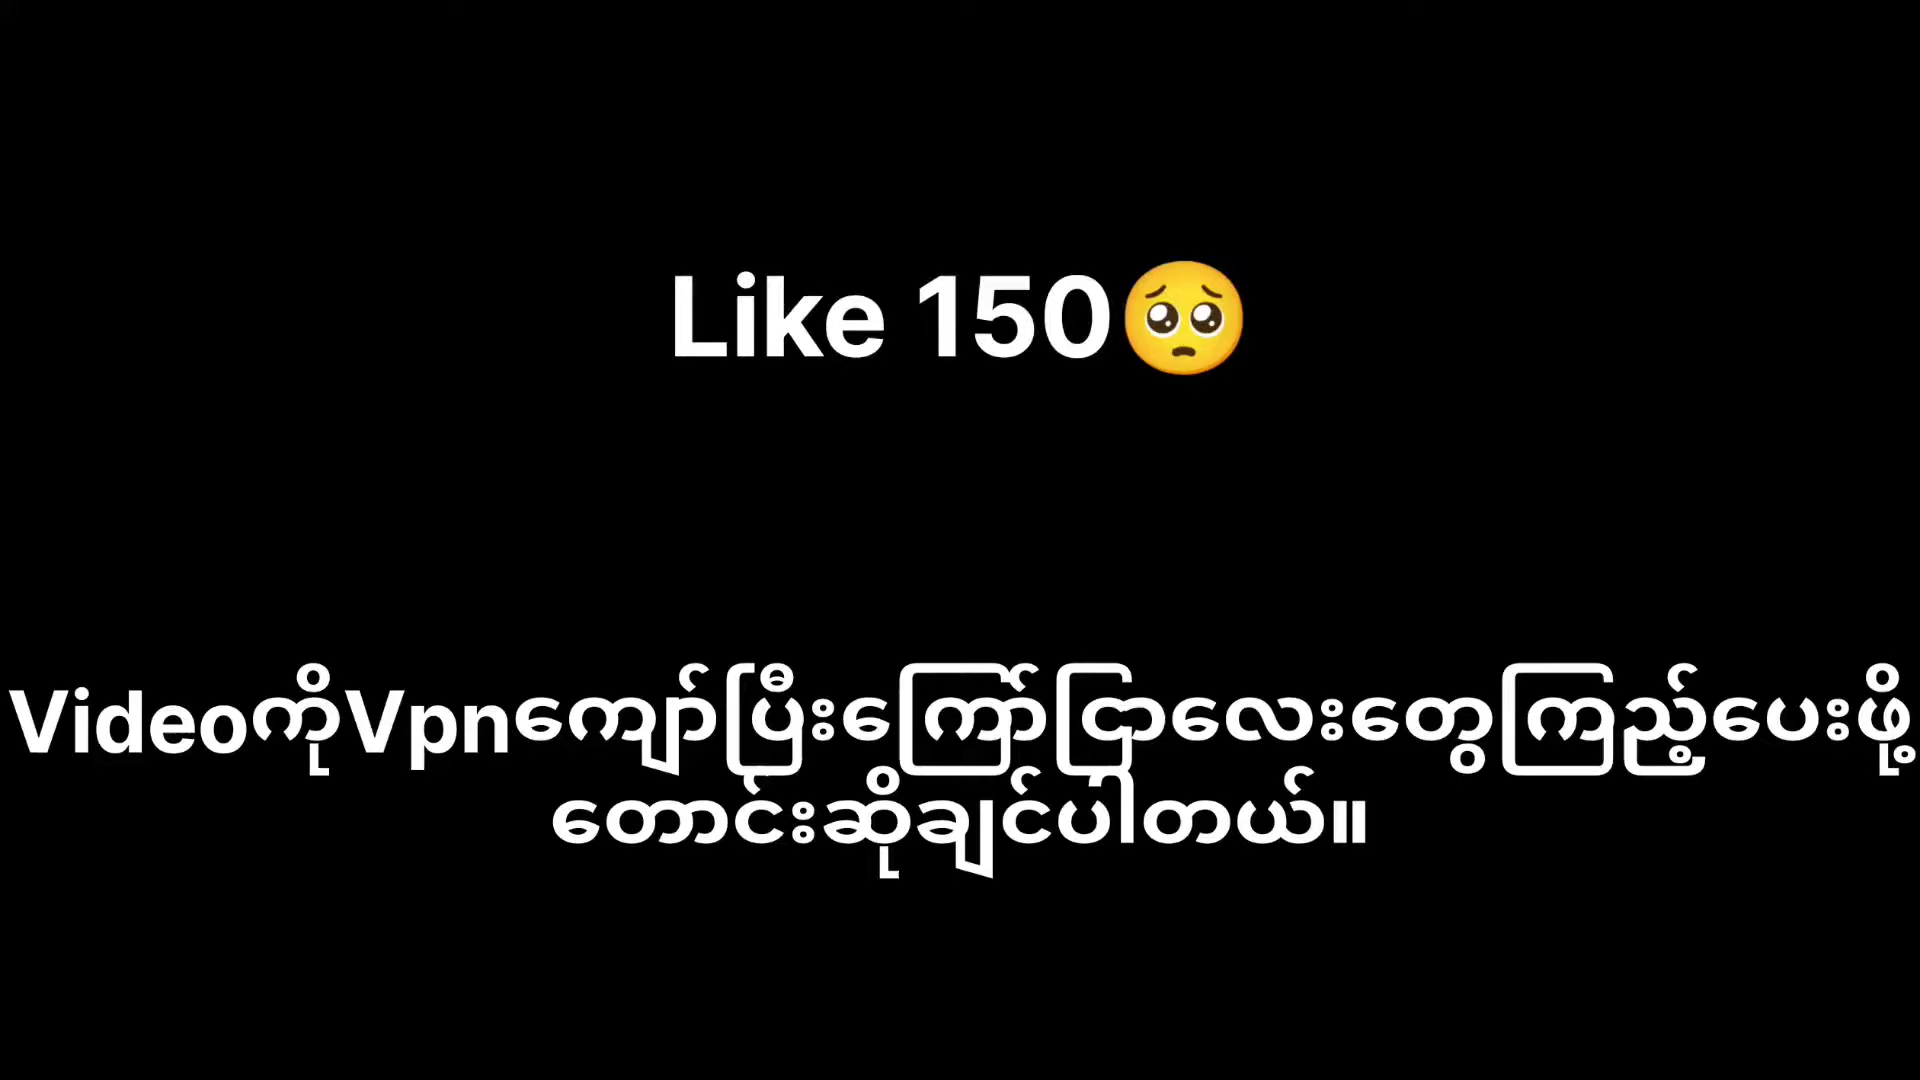 Like 150🥺
VideoကိုVpnကျော်ပြီးကြော်ငြာလေးတွေကြည့်ပေးဖို့
တောင်းဆိုချင်ပါတယ်။